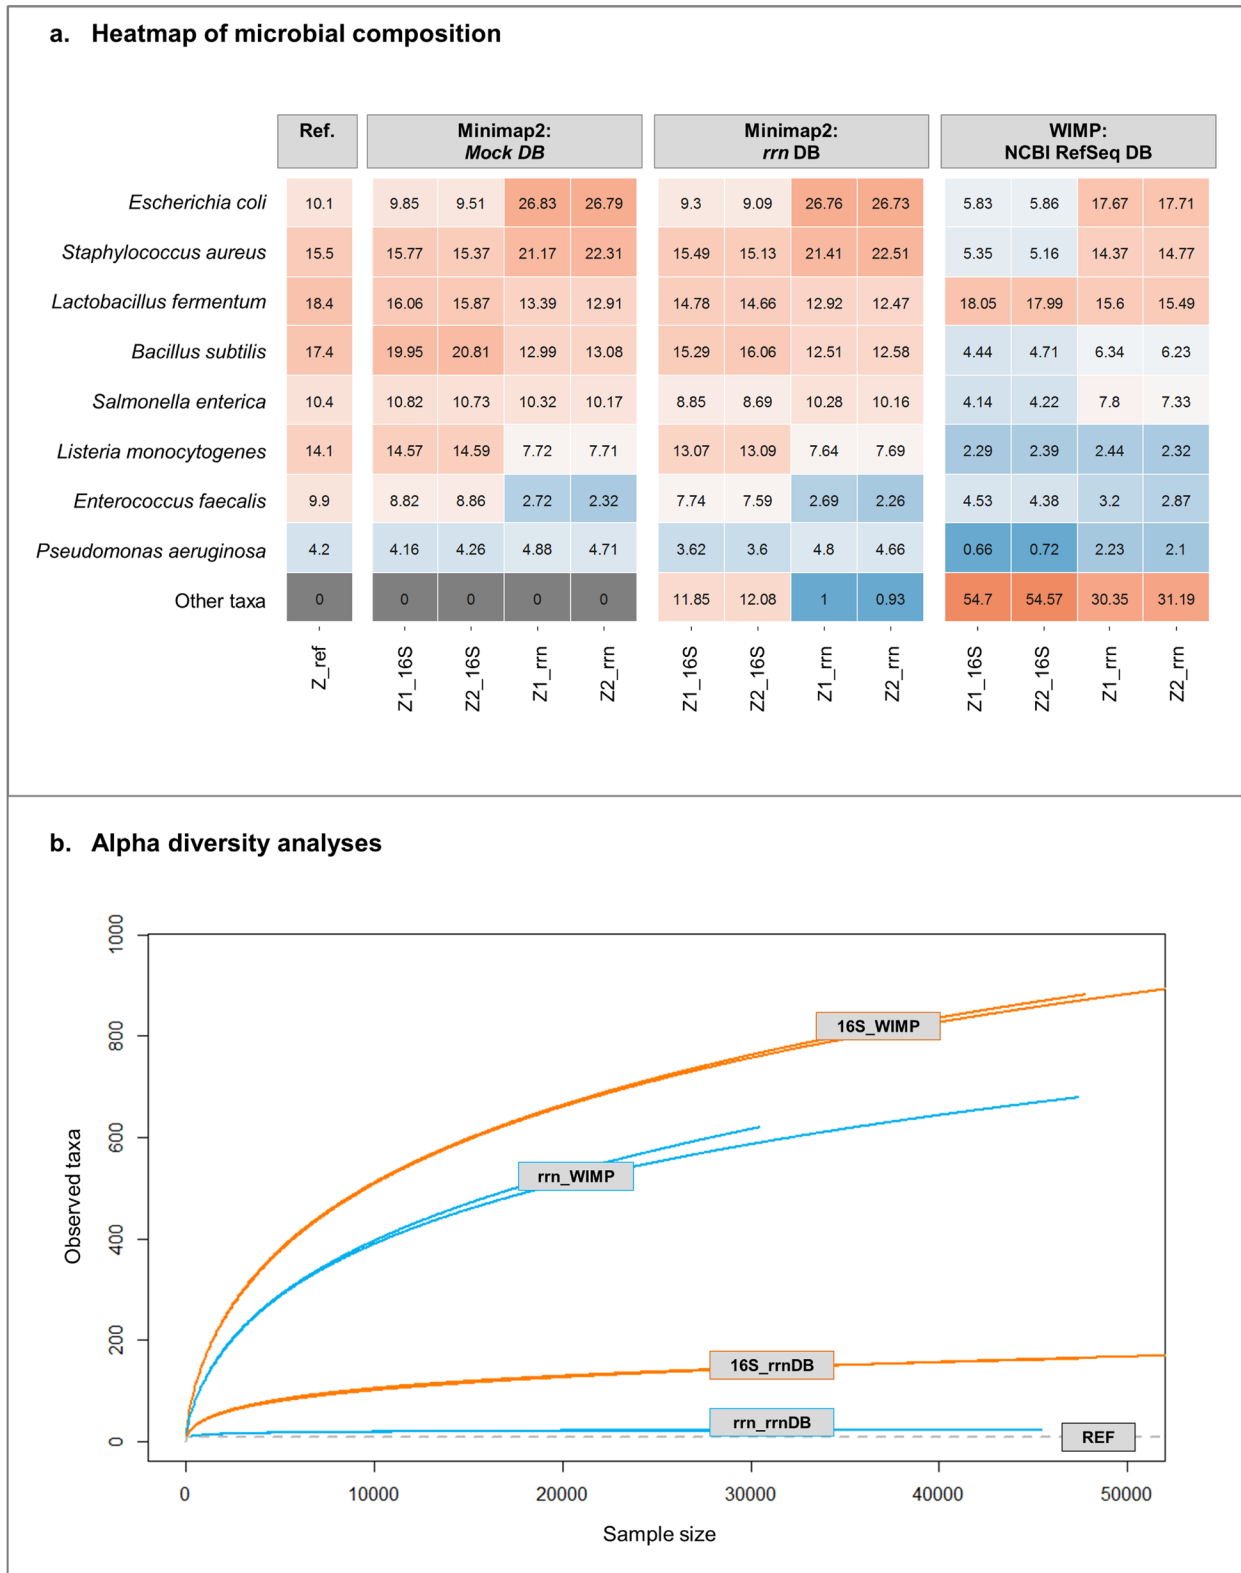 a. Heatmap of microbial composition
Ref.
Minimap2:
Mock DB
Minimap2:
rrn DB
WIMP:
NCBI RefSeq DB
Escherichia coli 10.1 9.85 9.51 26.83 26.79 9.3 9.09 26.76 26.73 5.83 5.86 17.67 17.71
Staphylococcus aureus 15.5 15.77 15.37 21.17 22.31 15.49 15.13 21.41 22.51 5.35 5.16 14.37 14.77
Lactobacillus fermentum 18.4 16.06 15.87 13.39 12.91 14.78 14.66 12.92 12.47 18.05 17.99 15.6 15.49
Bacillus subtilis 17.4 19.95 20.81 12.99 13.08 15.29 16.06 12.51 12.58 4.44 4.71 6.34 6.23
Salmonella enterica 10.4 10.82 10.73 10.32 10.17 8.85 8.69 10.28 10.16 4.14 4.22 7.8 7.33
Listeria monocytogenes 14.1 14.57 14.59 7.72 7.71 13.07 13.09 7.64 7.69 2.29 2.39 2.44 2.32
Enterococcus faecalis 9.9 8.82 8.86 2.72 2.32 7.74 7.59 2.69 2.26 4.53 4.38 3.2 2.87
Pseudomonas aeruginosa 4.2 4.16 4.26 4.88 4.71 3.62 3.6 4.8 4.66 0.66 0.72 2.23 2.1
Other taxa 0 0 0 0 0 11.85 12.08 1 0.93 54.7 54.57 30.35 31.19
Z_ref Z1_16S Z2_16S Z1_rrn Z2_rrn Z1_16S Z2_16S Z1_rrn Z2_rrn Z1_16S Z2_16S Z1_rrn Z2_rrn
b. Alpha diversity analyses
Observed taxa
1000
800
600
400
200
0
16S_WIMP
rrn_WIMP
16S_rrnDB
rrn_rrnDB
REF
0 10000 20000 30000 40000 50000
Sample size